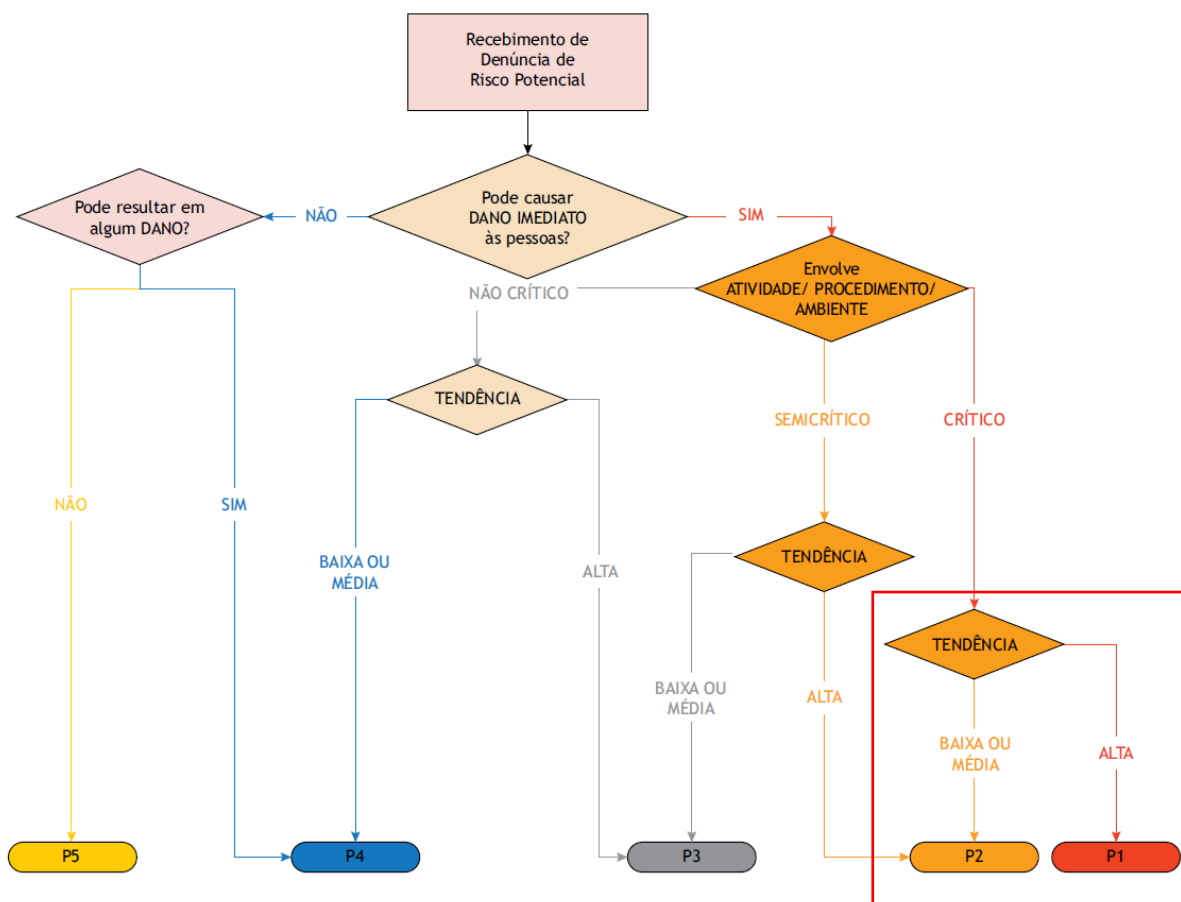 Recebimento de
Denúncia de
Risco Potencial
Pode resultar em
algum DANO?
NÃO
Pode causar
DANO IMEDIATO
às pessoas?
SIM
Envolve
ATIVIDADE/ PROCEDIMENTO/
AMBIENTE
NÃO CRÍTICO
TENDÊNCIA
SEMICRÍTICO
CRÍTICO
NÃO
SIM
BAIXA OU
MÉDIA
ALTA
TENDÊNCIA
TENDÊNCIA
BAIXA OU
MÉDIA
ALTA
BAIXA OU
MÉDIA
ALTA
P5
P4
P3
P2
P1